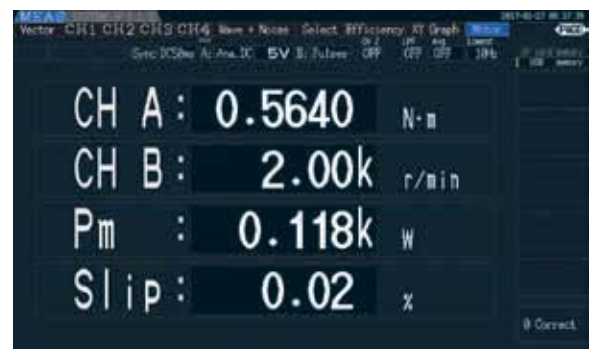 MEAS
Vector CH1 CH2 CH3 CH4 Wave + Noise Select Efficiency XY Graph Motor
5V
CH A: 0.5640 N·m
CH B: 2.00k r/min
Pm : 0.118k W
Slip: 0.02 %
0 Correct